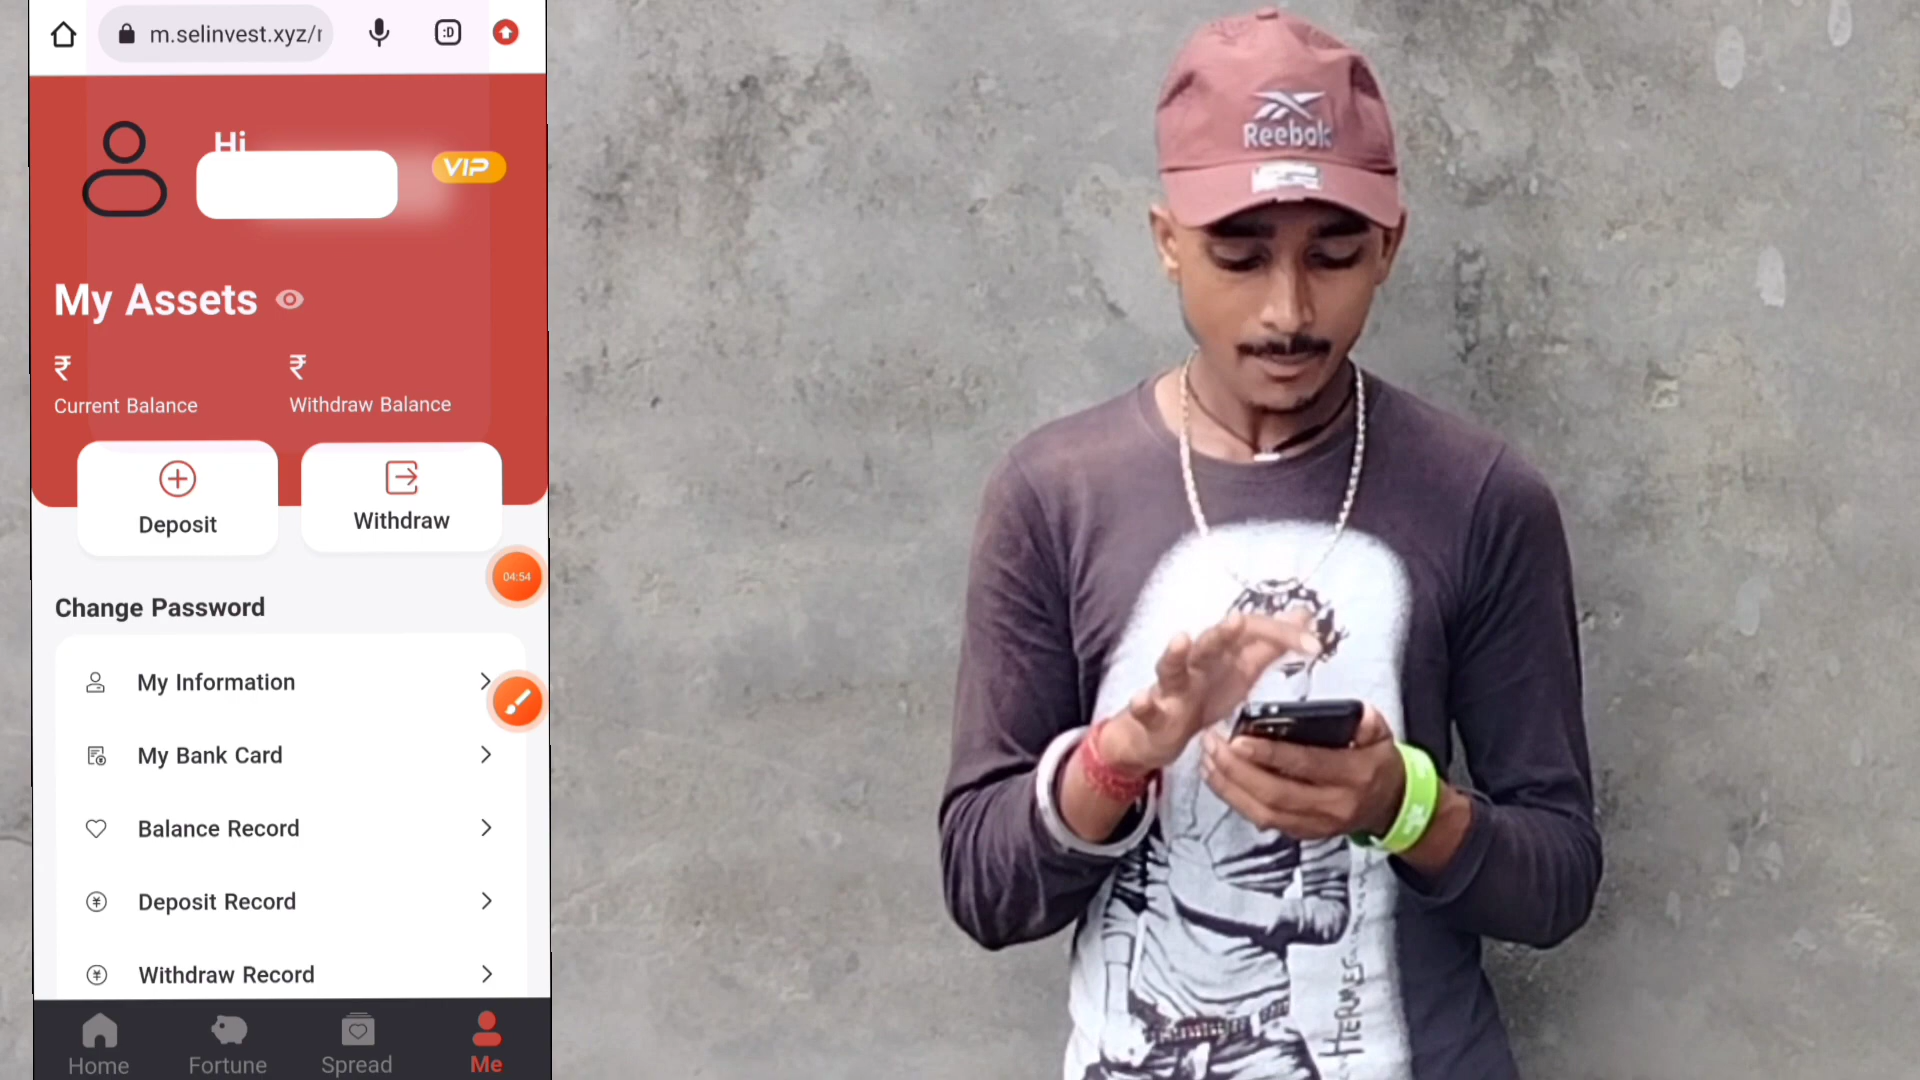 m.selinvest.xyz/r
:D
Hi
VIP
My Assets
₹
₹
Current Balance
Withdraw Balance
Deposit
Withdraw
04:54
Change Password
My Information
My Bank Card
Balance Record
Deposit Record
Withdraw Record
Home
Fortune
Spread
Me
Reebok
HERMES